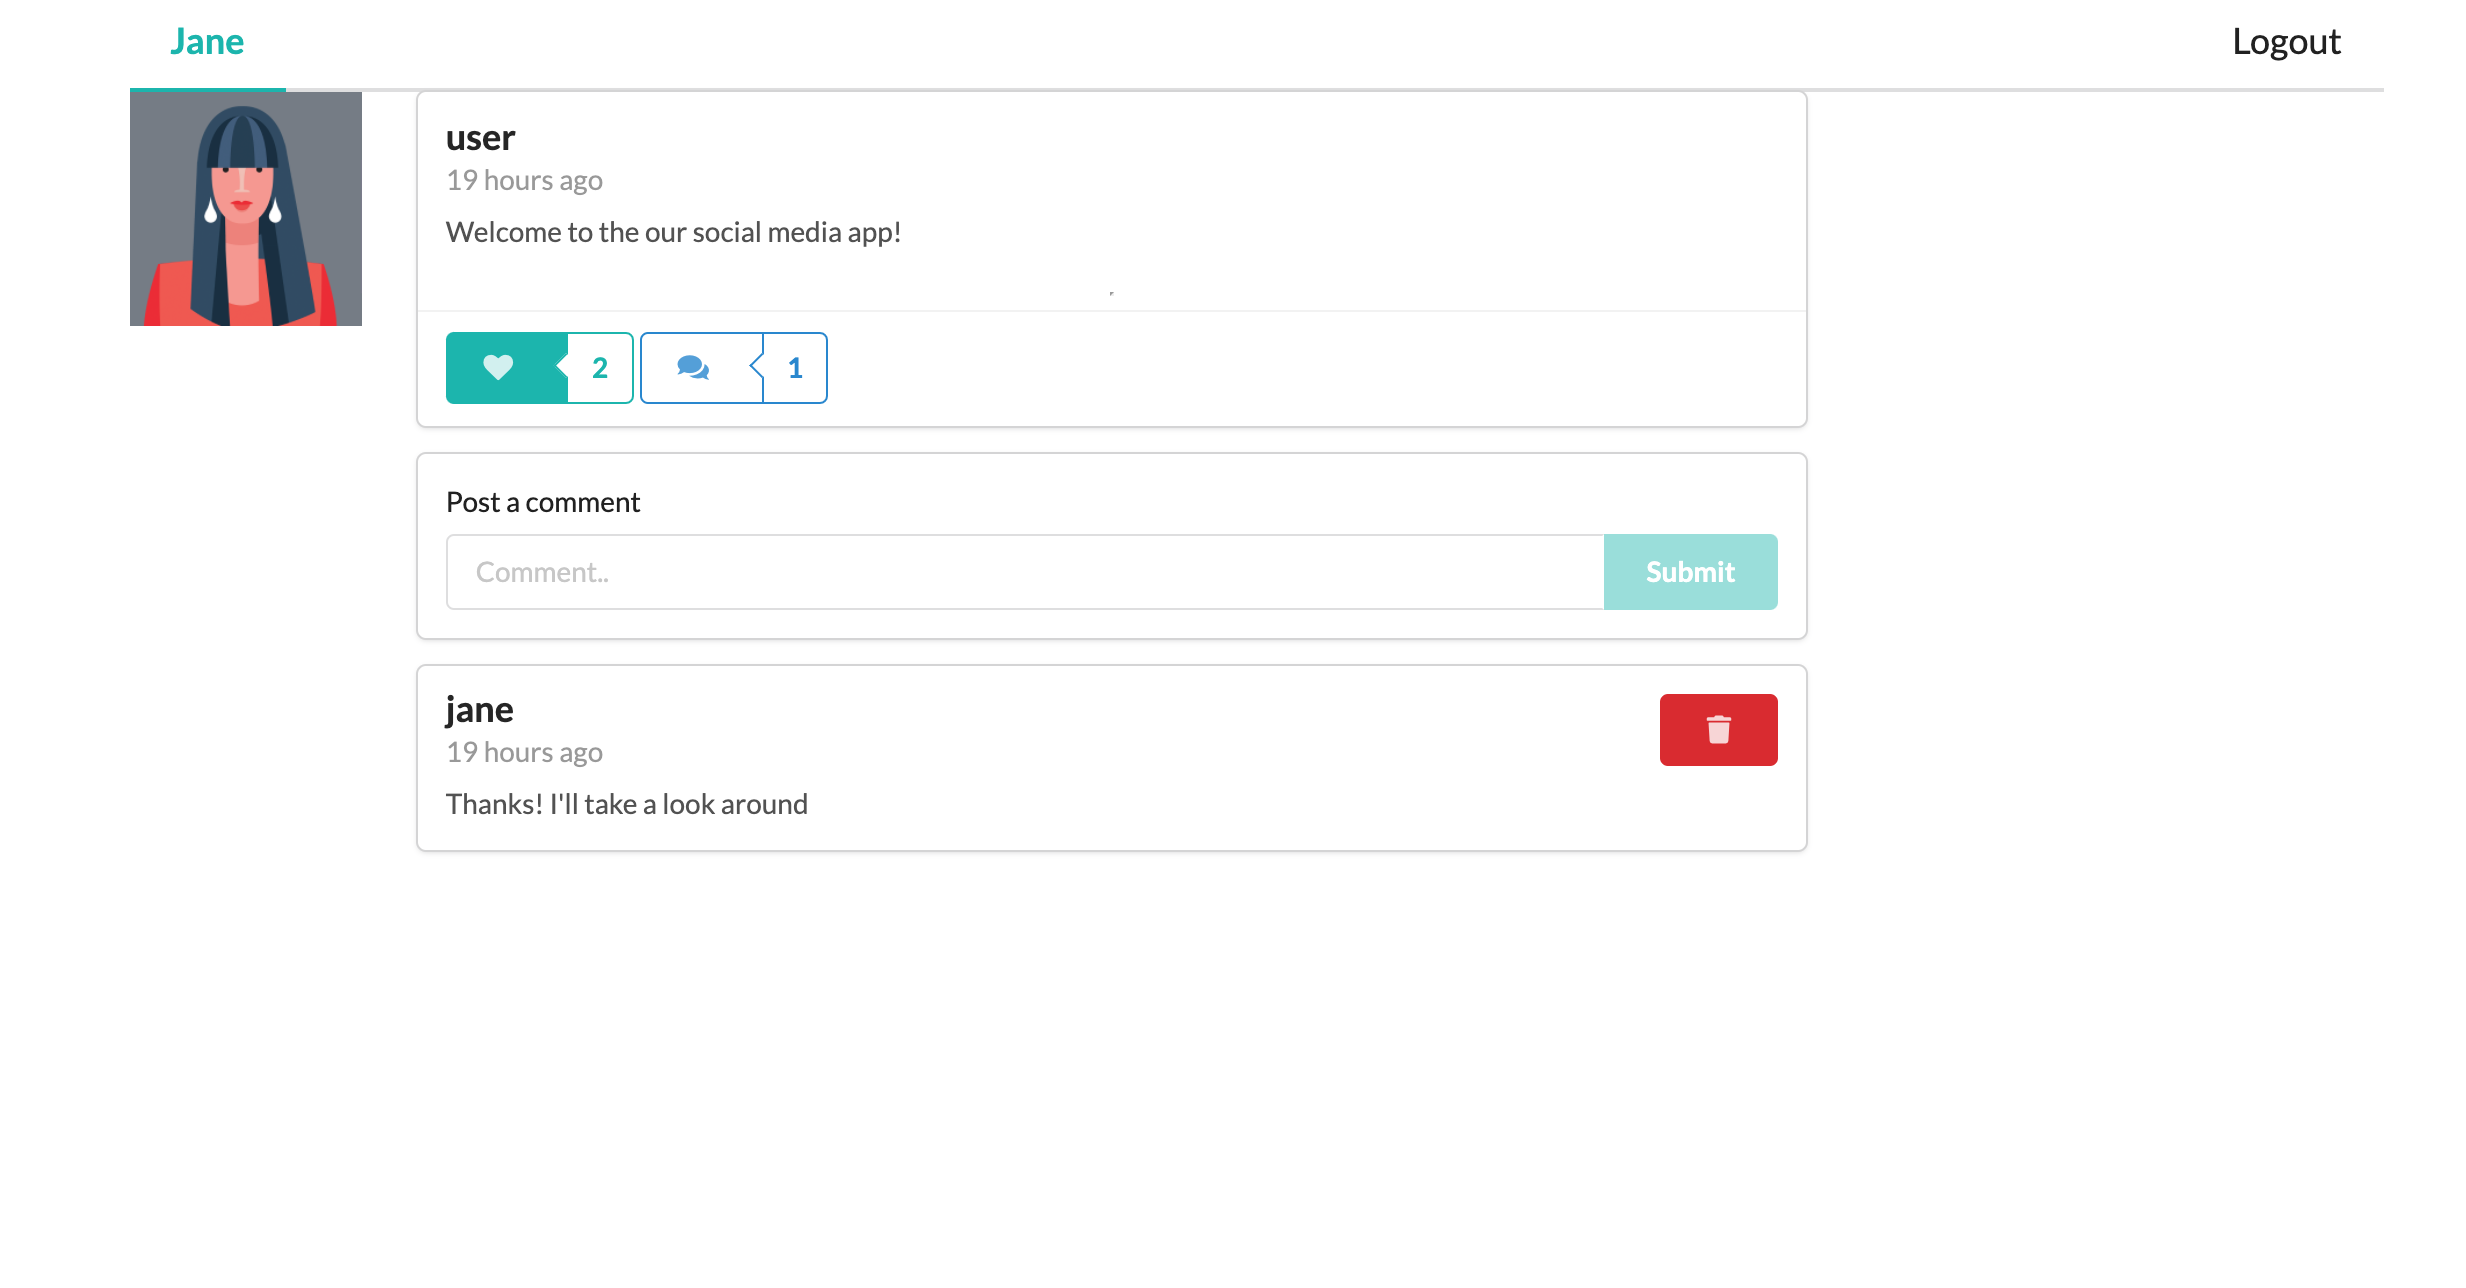 Jane
Logout
user
19 hours ago
Welcome to the our social media app!
2
1
Post a comment
Comment..
Submit
jane
19 hours ago
Thanks! I'll take a look around